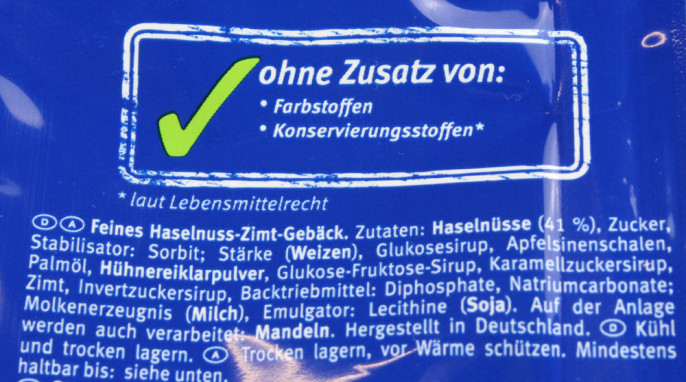 ohne Zusatz von:
• Farbstoffen
• Konservierungsstoffen*
* laut Lebensmittelrecht
Ⓓ Ⓐ Feines Haselnuss-Zimt-Gebäck. Zutaten: Haselnüsse (41 %), Zucker,
Stabilisator: Sorbit; Stärke (Weizen), Glukosesirup, Apfelsinenschalen,
Palmöl, Hühnereiklarpulver, Glukose-Fruktose-Sirup, Karamellzuckersirup,
Zimt, Invertzuckersirup, Backtriebmittel: Diphosphate, Natriumcarbonate;
Molkenerzeugnis (Milch), Emulgator: Lecithine (Soja). Auf der Anlage
werden auch verarbeitet: Mandeln. Hergestellt in Deutschland. Ⓓ Kühl
und trocken lagern. Ⓐ Trocken lagern, vor Wärme schützen. Mindestens
haltbar bis: siehe unten.